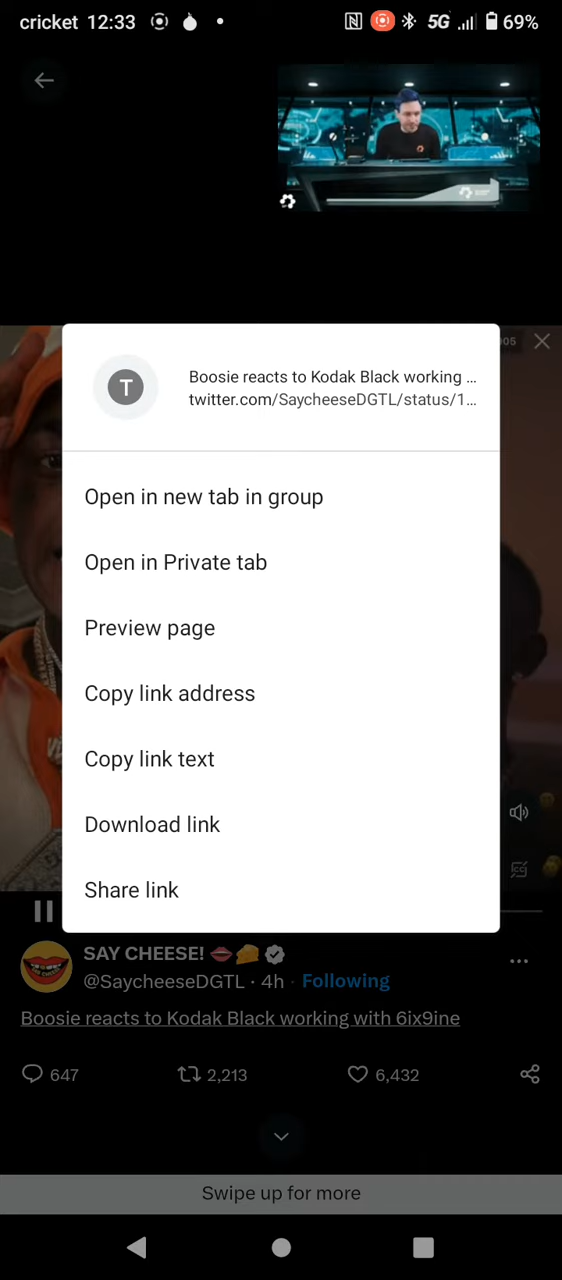 cricket 12:33 5G 69%
05
T
Boosie reacts to Kodak Black working ...
twitter.com/SaycheeseDGTL/status/1...
Open in new tab in group
Open in Private tab
Preview page
Copy link address
Copy link text
Download link
Share link
CC
SAY CHEESE!
@SaycheeseDGTL · 4h · Following
Boosie reacts to Kodak Black working with 6ix9ine
647 2,213 6,432
Swipe up for more